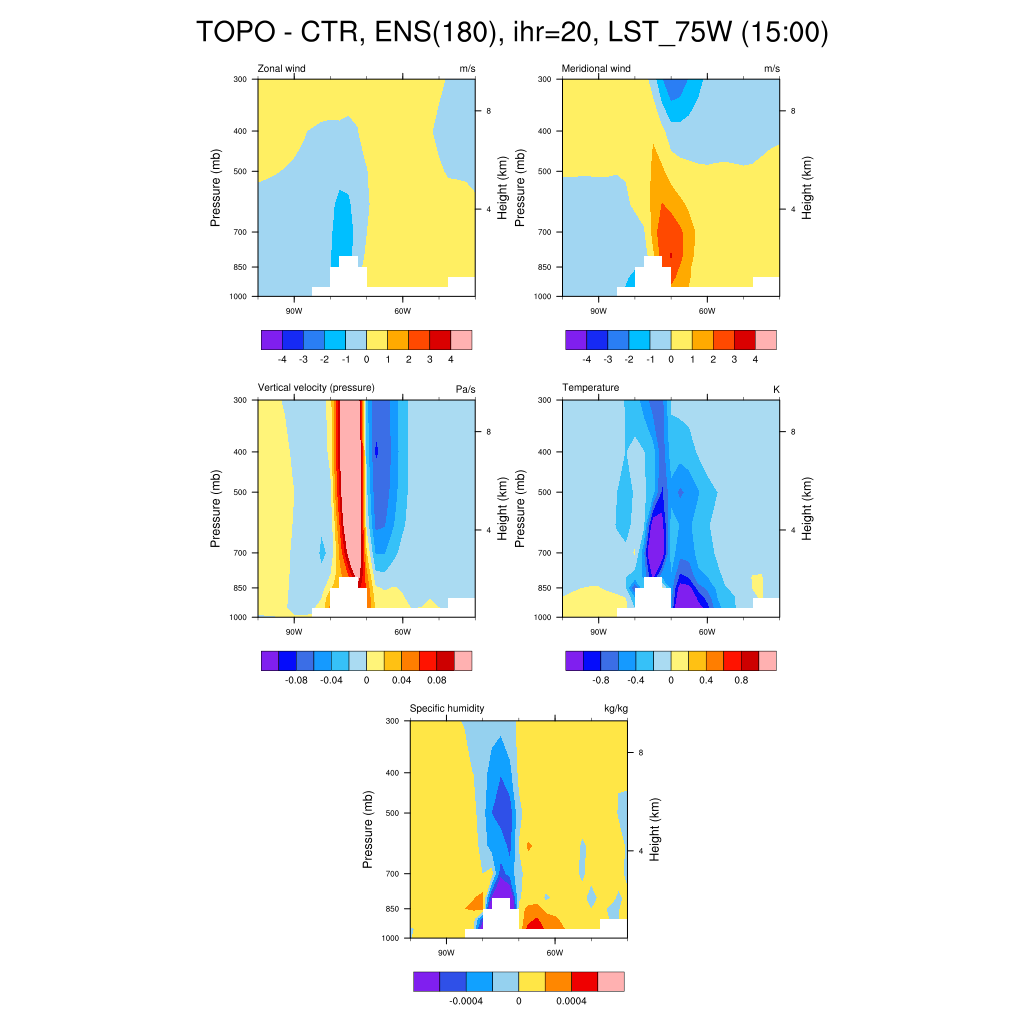 TOPO - CTR, ENS(180), ihr=20, LST_75W (15:00)
Zonal wind m/s
300
400
500
700
850
1000
Pressure (mb)
8
4
Height (km)
90W 60W
-4 -3 -2 -1 0 1 2 3 4
Meridional wind m/s
300
400
500
700
850
1000
Pressure (mb)
8
4
Height (km)
90W 60W
-4 -3 -2 -1 0 1 2 3 4
Vertical velocity (pressure) Pa/s
300
400
500
700
850
1000
Pressure (mb)
8
4
Height (km)
90W 60W
-0.08 -0.04 0 0.04 0.08
Temperature K
300
400
500
700
850
1000
Pressure (mb)
8
4
Height (km)
90W 60W
-0.8 -0.4 0 0.4 0.8
Specific humidity kg/kg
300
400
500
700
850
1000
Pressure (mb)
8
4
Height (km)
90W 60W
-0.0004 0 0.0004